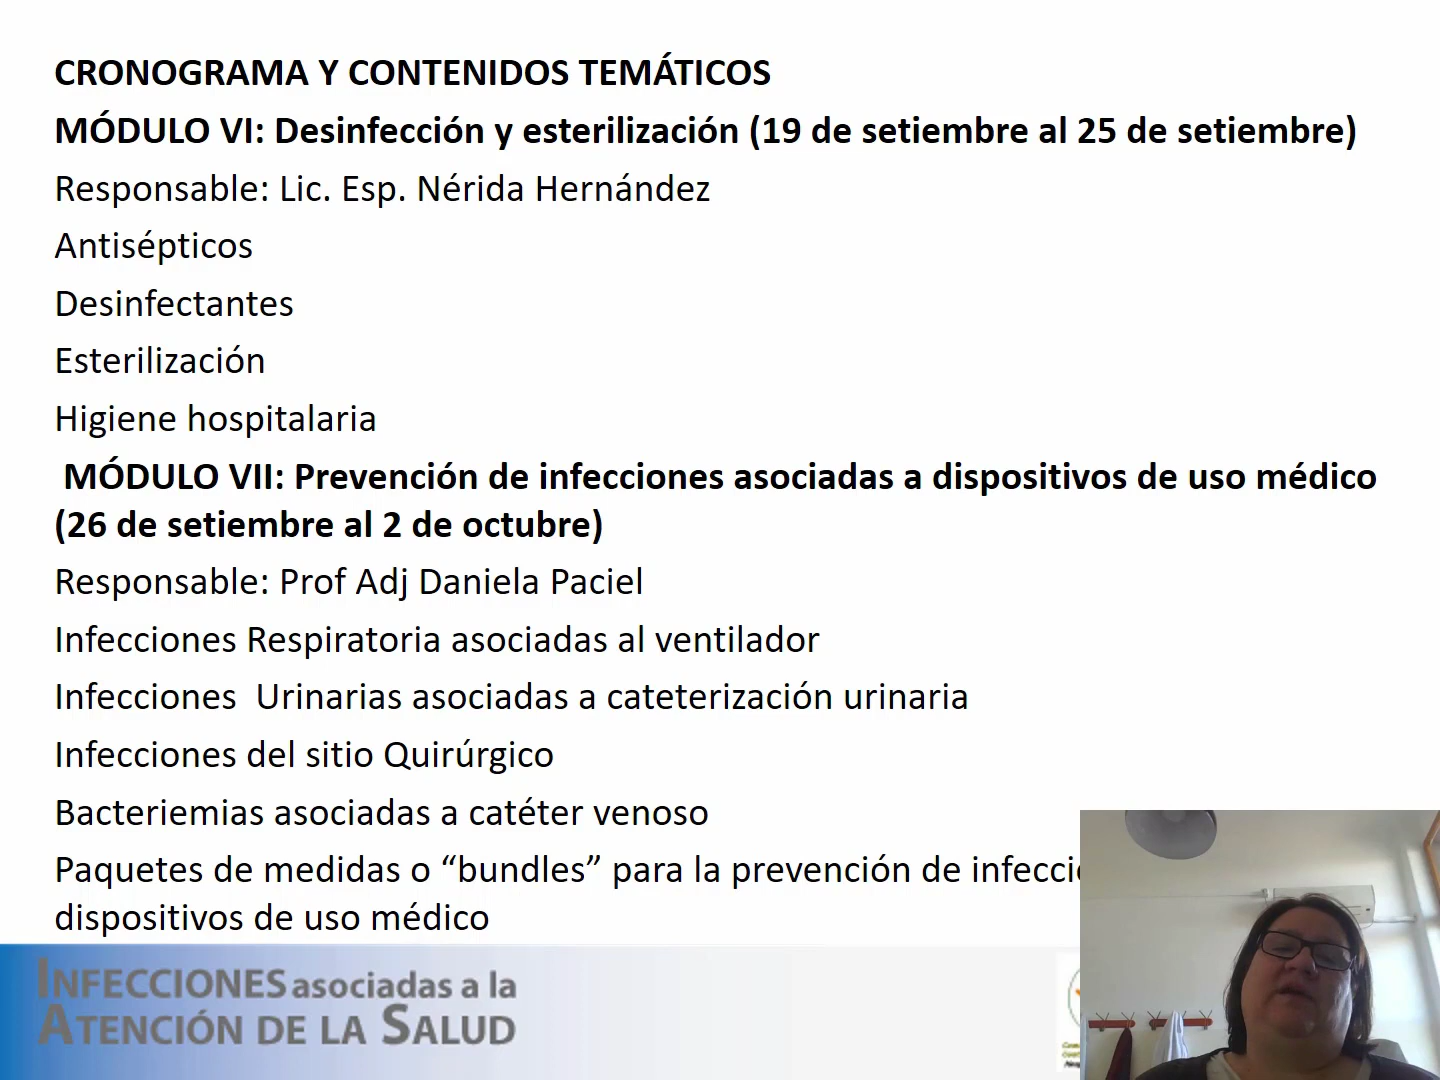 CRONOGRAMA Y CONTENIDOS TEMÁTICOS
MÓDULO VI: Desinfección y esterilización (19 de setiembre al 25 de setiembre)
Responsable: Lic. Esp. Nérida Hernández
Antisépticos
Desinfectantes
Esterilización
Higiene hospitalaria
MÓDULO VII: Prevención de infecciones asociadas a dispositivos de uso médico
(26 de setiembre al 2 de octubre)
Responsable: Prof Adj Daniela Paciel
Infecciones Respiratoria asociadas al ventilador
Infecciones  Urinarias asociadas a cateterización urinaria
Infecciones del sitio Quirúrgico
Bacteriemias asociadas a catéter venoso
Paquetes de medidas o “bundles” para la prevención de
dispositivos de uso médico
INFECCIONES asociadas a la
ATENCIÓN DE LA SALUD